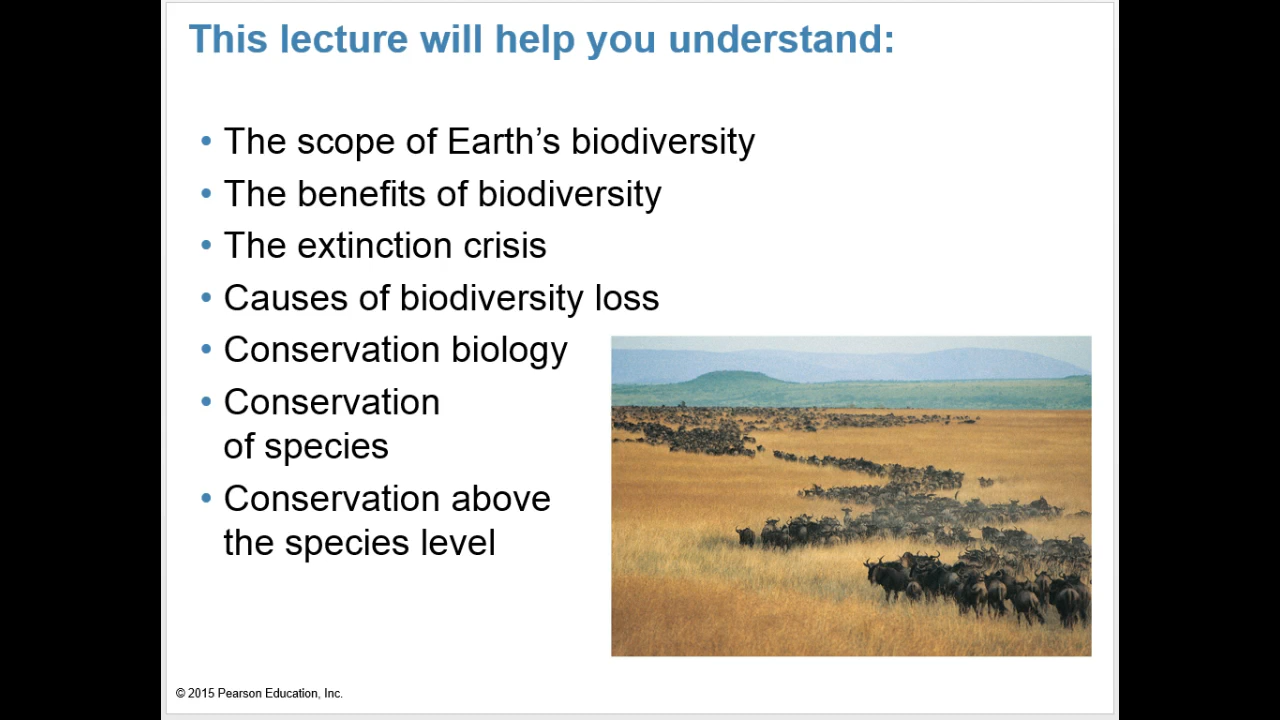 This lecture will help you understand:
• The scope of Earth’s biodiversity
• The benefits of biodiversity
• The extinction crisis
• Causes of biodiversity loss
• Conservation biology
• Conservation
of species
• Conservation above
the species level
© 2015 Pearson Education, Inc.